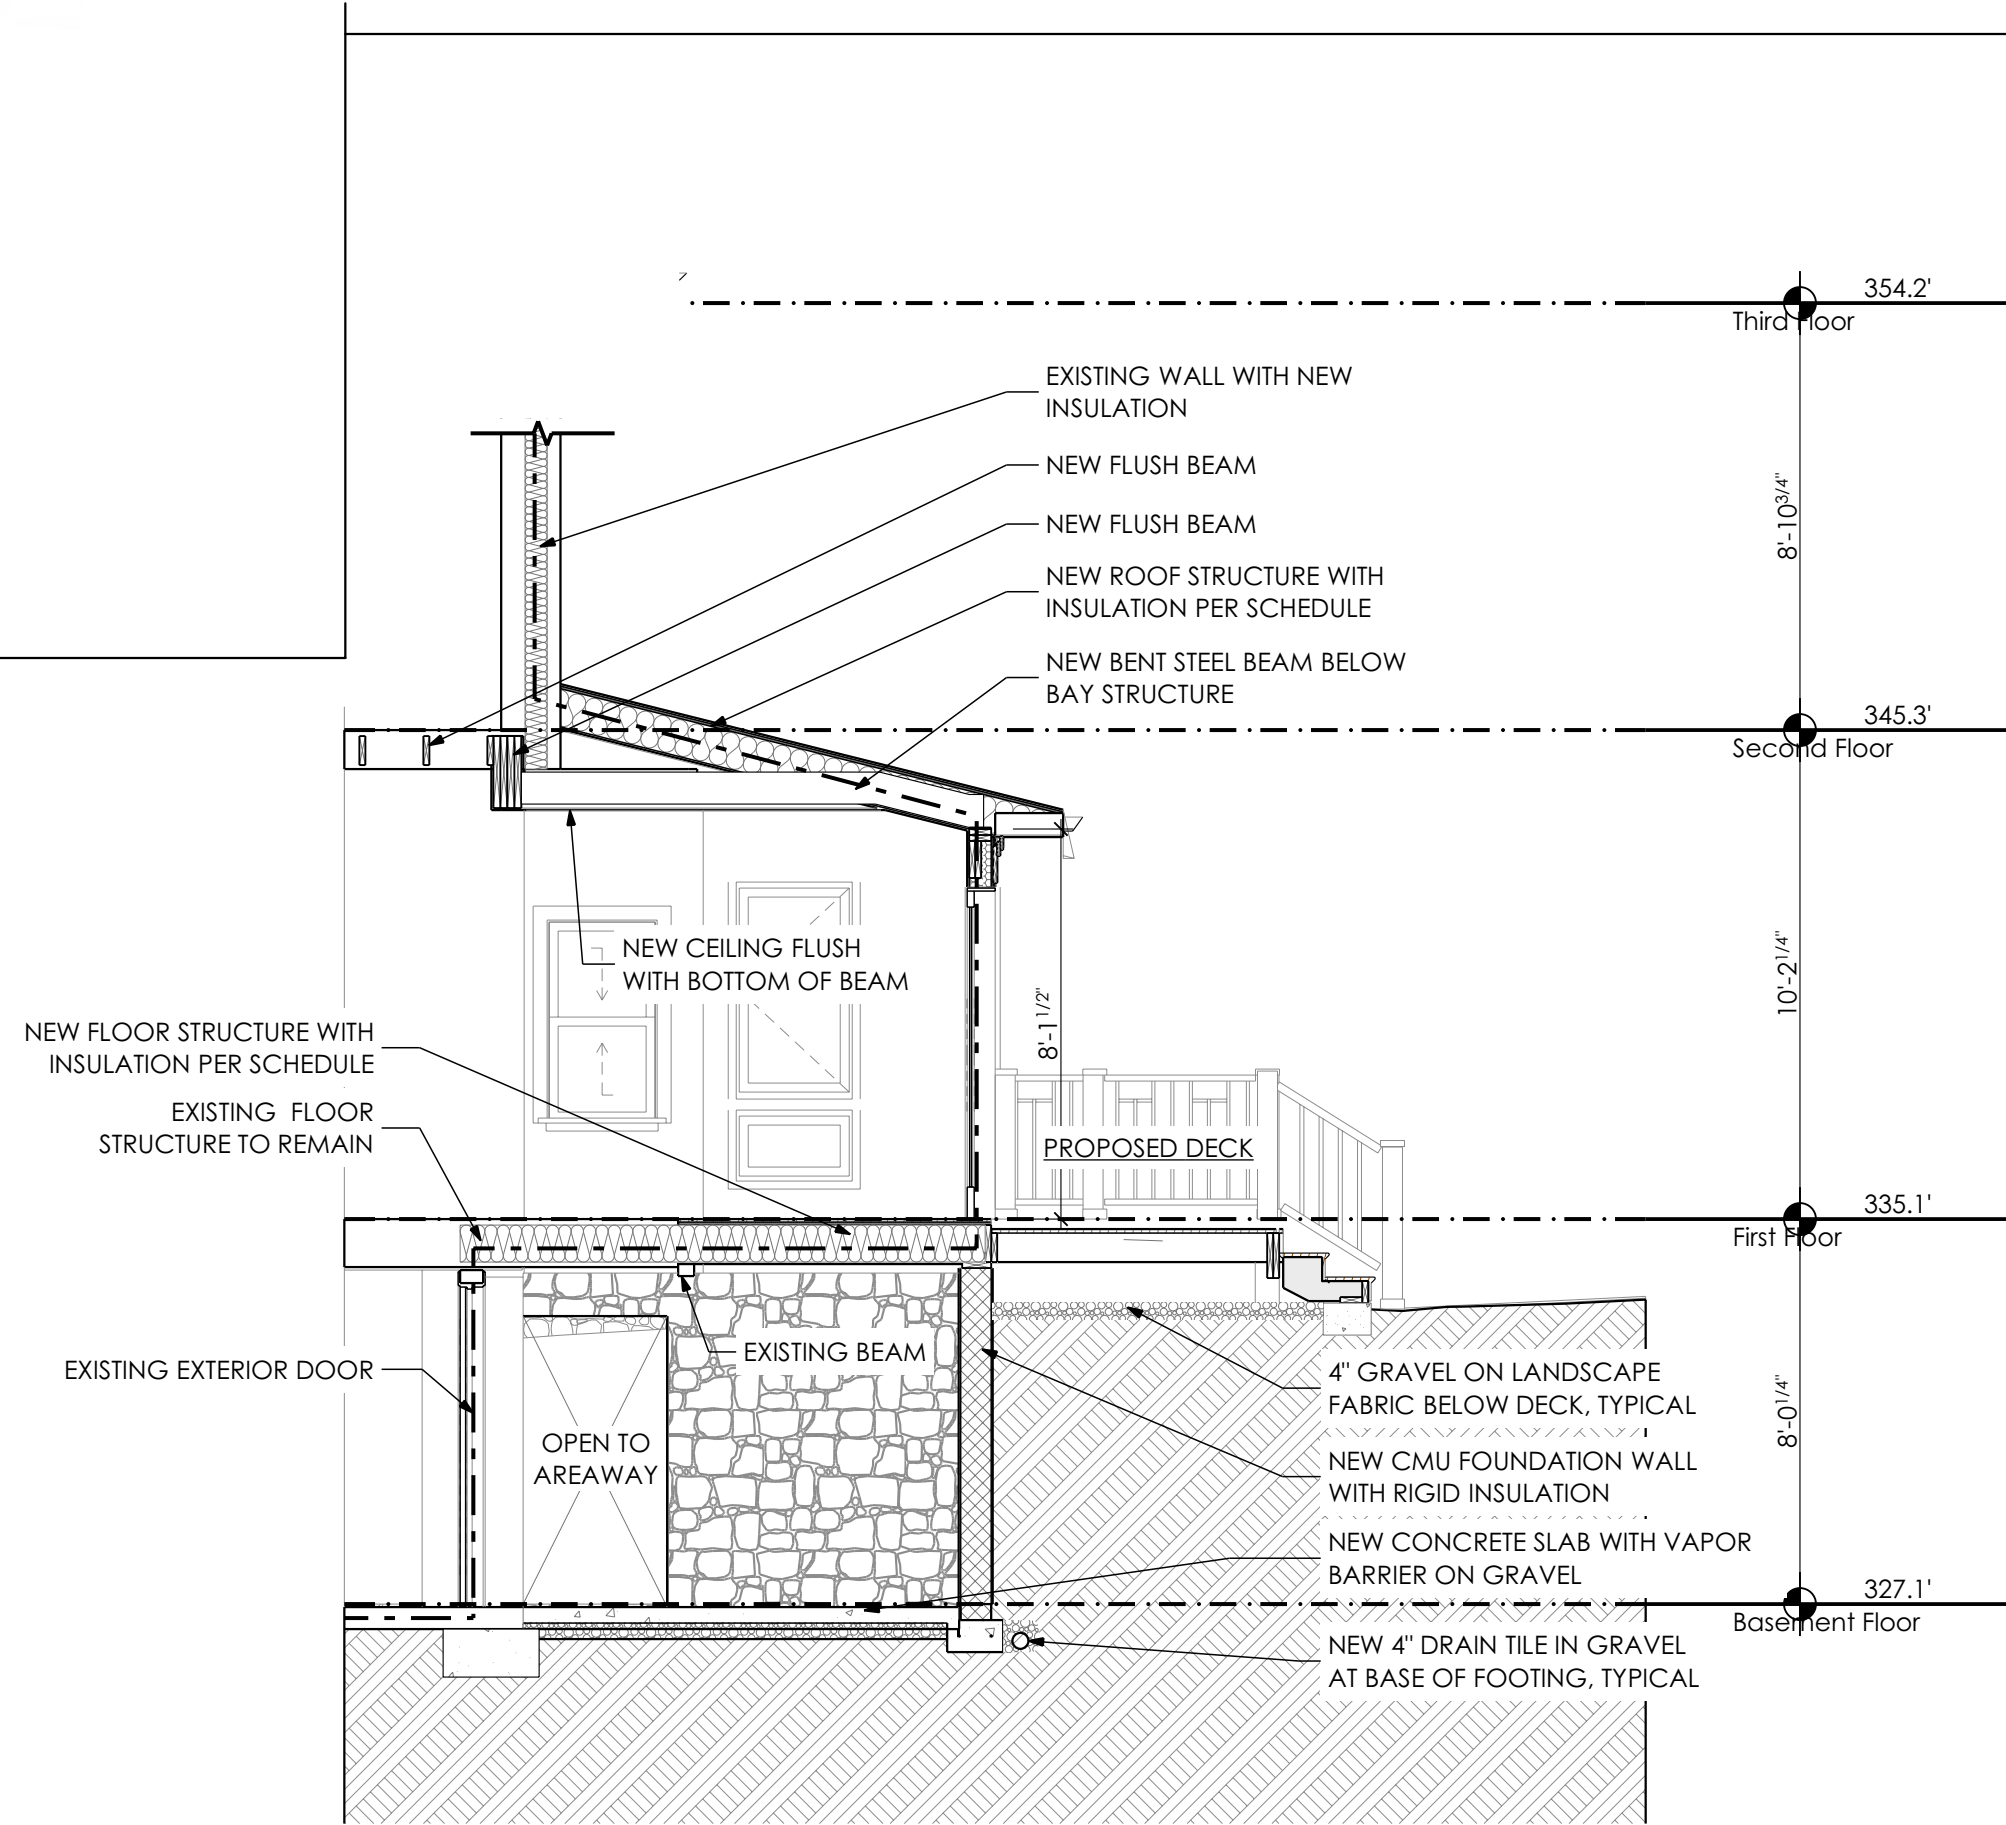 354.2'
Third Floor
EXISTING WALL WITH NEW
INSULATION
NEW FLUSH BEAM
NEW FLUSH BEAM
8'-10 3/4"
NEW ROOF STRUCTURE WITH
INSULATION PER SCHEDULE
NEW BENT STEEL BEAM BELOW
BAY STRUCTURE
345.3'
Second Floor
NEW CEILING FLUSH
WITH BOTTOM OF BEAM
10'-2 1/4"
8'-1 1/2"
NEW FLOOR STRUCTURE WITH
INSULATION PER SCHEDULE
EXISTING FLOOR
STRUCTURE TO REMAIN
PROPOSED DECK
335.1'
First Floor
EXISTING BEAM
EXISTING EXTERIOR DOOR
4" GRAVEL ON LANDSCAPE
FABRIC BELOW DECK, TYPICAL
8'-0 1/4"
OPEN TO
AREAWAY
NEW CMU FOUNDATION WALL
WITH RIGID INSULATION
NEW CONCRETE SLAB WITH VAPOR
BARRIER ON GRAVEL
327.1'
Basement Floor
NEW 4" DRAIN TILE IN GRAVEL
AT BASE OF FOOTING, TYPICAL